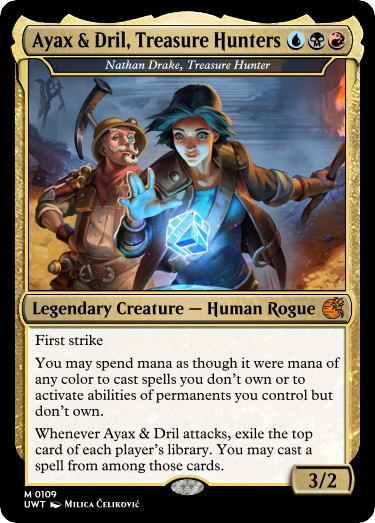 Ayax & Dril, Treasure Hunters
Nathan Drake, Treasure Hunter
Legendary Creature — Human Rogue
First strike
You may spend mana as though it were mana of
any color to cast spells you don't own or to
activate abilities of permanents you control but
don't own.
Whenever Ayax & Dril attacks, exile the top
card of each player's library. You may cast a
spell from among those cards.
3/2
M 0109
UWT Milica Čeliković